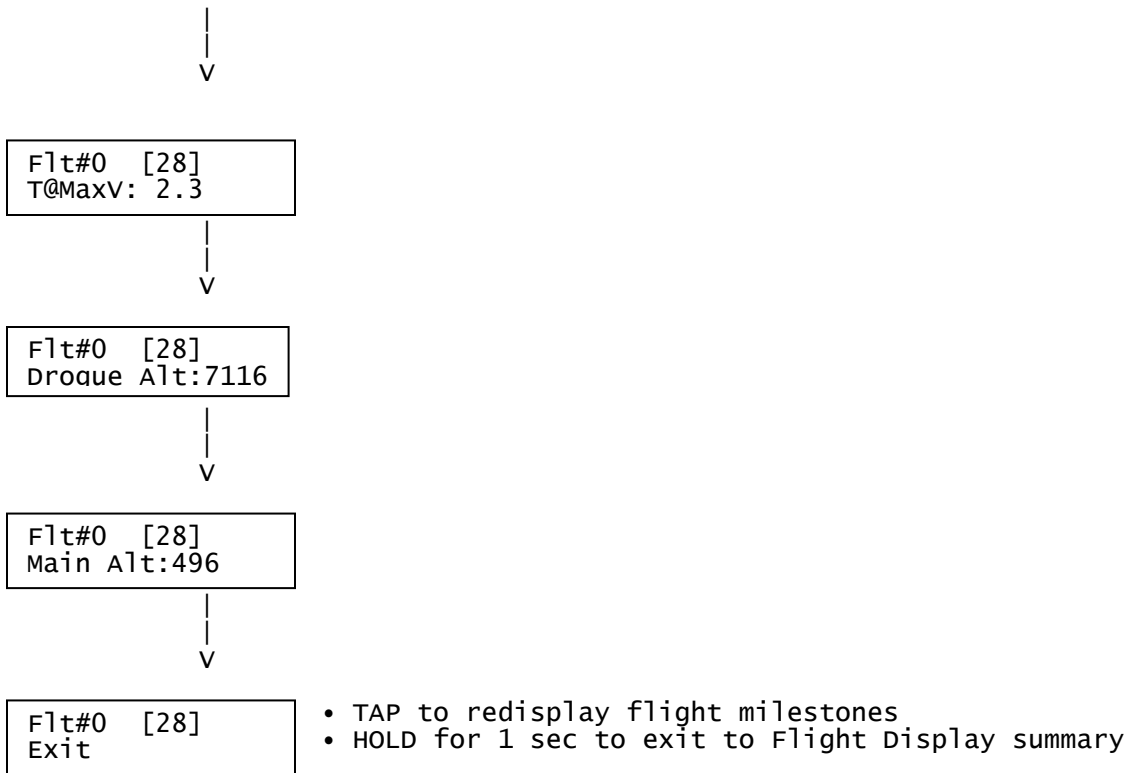 |
|
V
Flt#0 [28]
T@MaxV: 2.3
|
|
V
Flt#0 [28]
Drogue Alt:7116
|
|
V
Flt#0 [28]
Main Alt:496
|
|
V
Flt#0 [28]
Exit
• TAP to redisplay flight milestones
• HOLD for 1 sec to exit to Flight Display summary